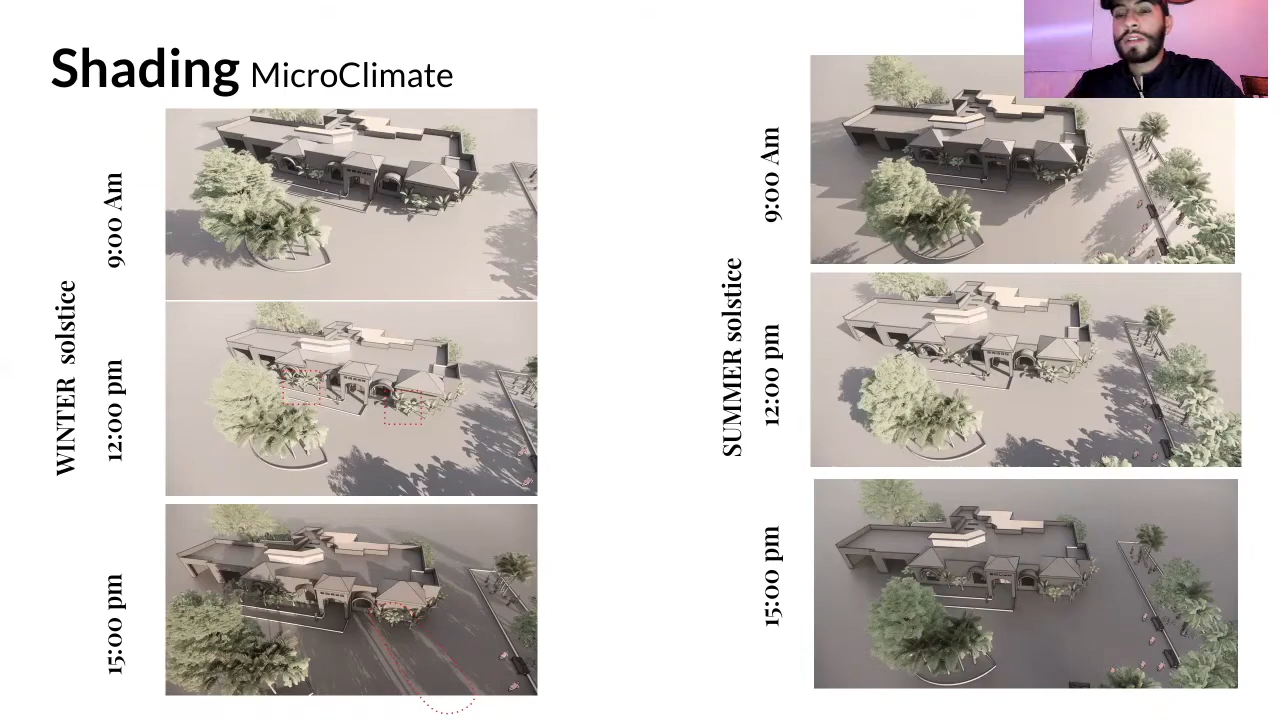 Shading MicroClimate
WINTER solstice
9:00 Am
12:00 pm
15:00 pm
SUMMER solstice
9:00 Am
12:00 pm
15:00 pm